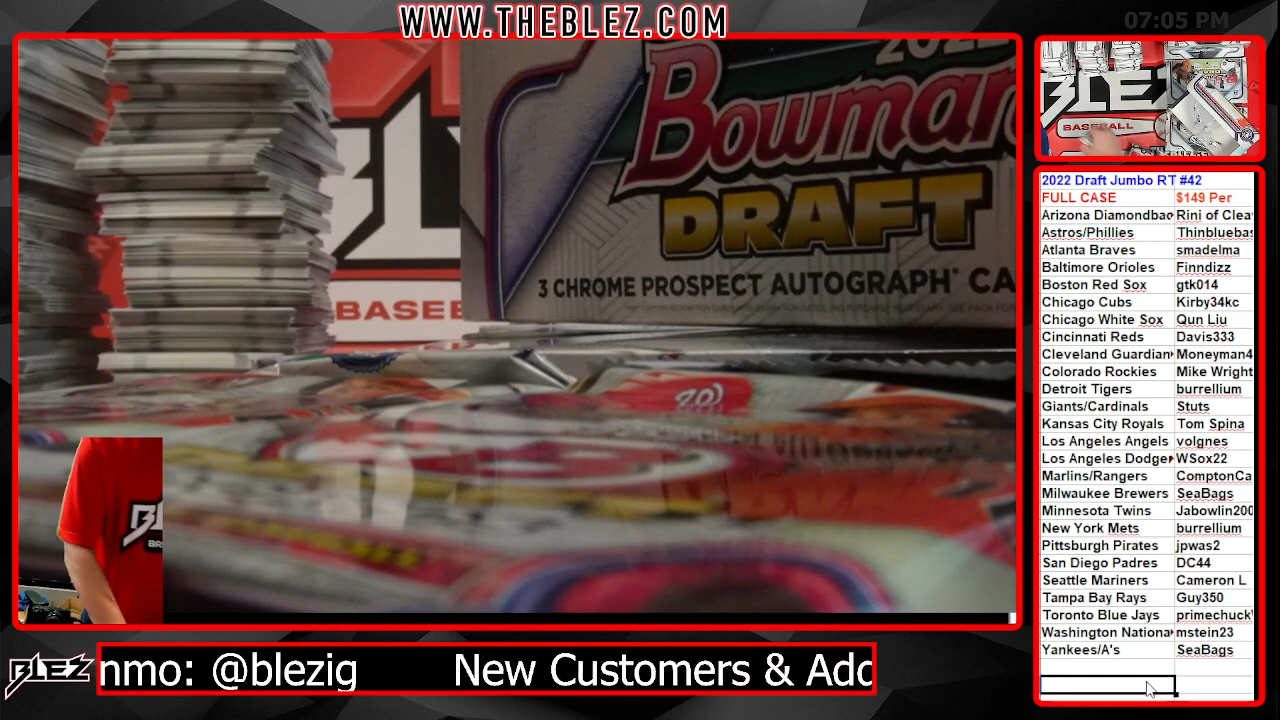 WWW.THEBLEZ.COM
07:05 PM
2022
Bowman
DRAFT
3 CHROME PROSPECT AUTOGRAPH* CA
BASEB
BASEBALL
2022 Draft Jumbo RT #42
FULL CASE $149 Per
Arizona Diamondbac Rini of Clea
Astros/Phillies Thinblueba
Atlanta Braves smadelma
Baltimore Orioles Finndizz
Boston Red Sox gtk014
Chicago Cubs Kirby34kc
Chicago White Sox Qun Liu
Cincinnati Reds Davis333
Cleveland Guardian Moneyman4
Colorado Rockies Mike Wright
Detroit Tigers burrellium
Giants/Cardinals Stuts
Kansas City Royals Tom Spina
Los Angeles Angels volgnes
Los Angeles Dodger WSox22
Marlins/Rangers ComptonCa
Milwaukee Brewers SeaBags
Minnesota Twins Jabowlin200
New York Mets burrellium
Pittsburgh Pirates jpwas2
San Diego Padres DC44
Seattle Mariners Cameron L
Tampa Bay Rays Guy350
Toronto Blue Jays primechuck
Washington Nationa mstein23
Yankees/A's SeaBags
BLEZ
nmo: @blezig New Customers & Add